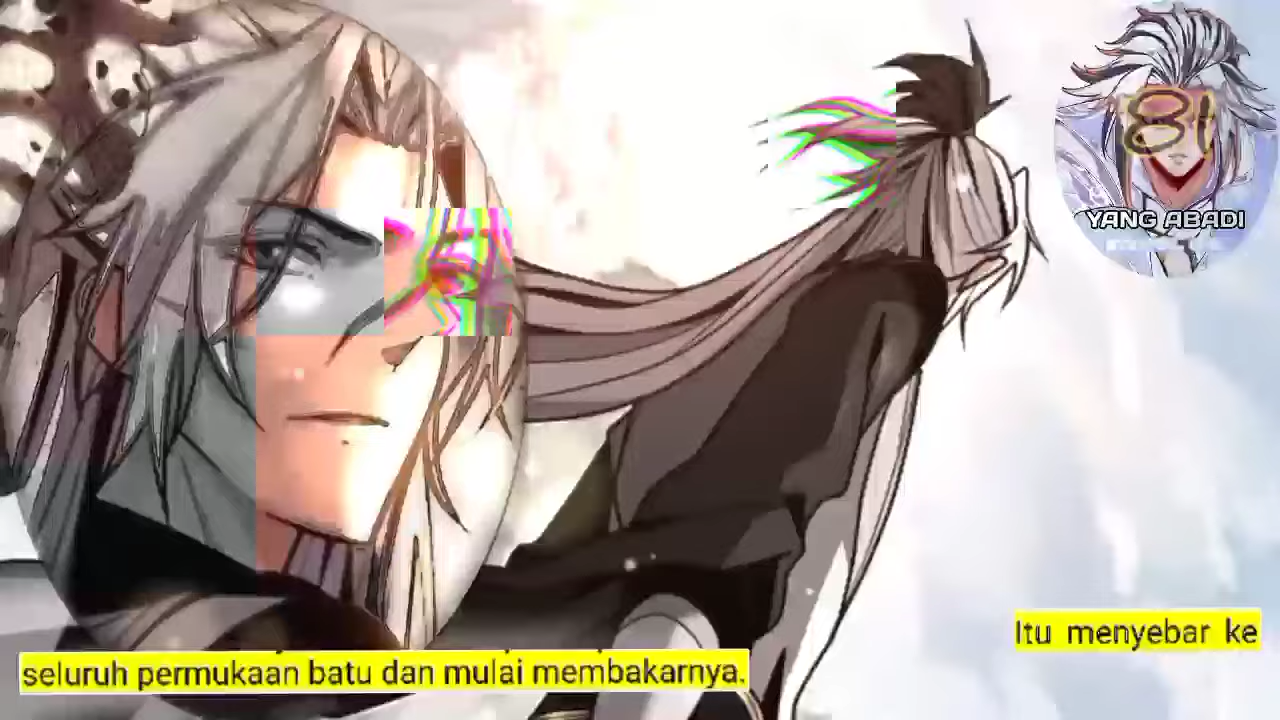 81
YANG ABADI
Itu menyebar ke
seluruh permukaan batu dan mulai membakarnya.